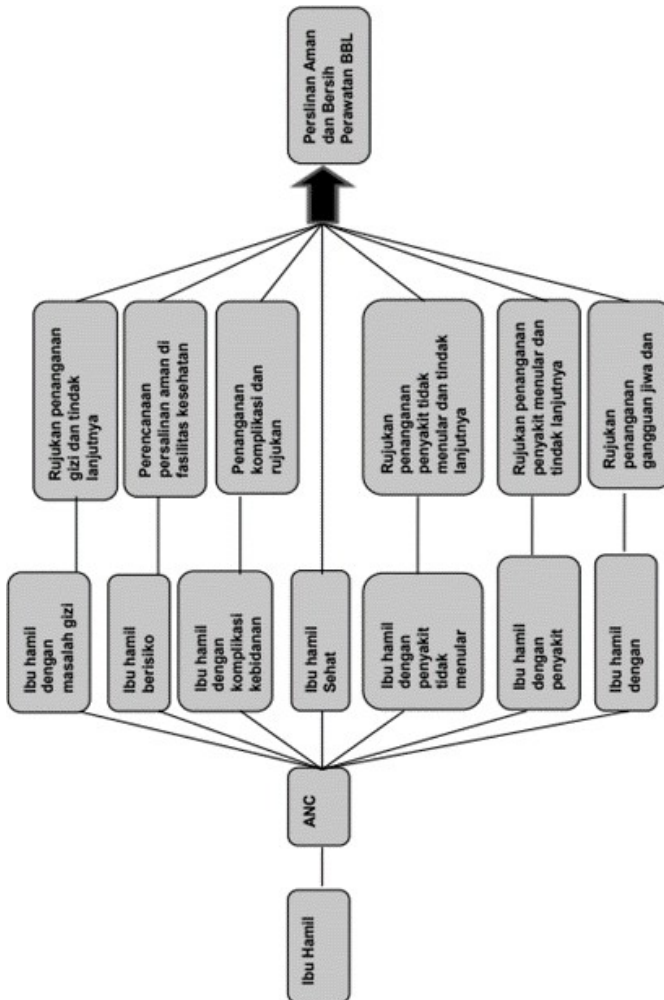 Ibu Hamil
ANC
Ibu hamil
dengan
masalah gizi
Ibu hamil
berisiko
Ibu hamil
dengan
komplikasi
kebidanan
Ibu hamil
Sehat
Ibu hamil
dengan
penyakit
tidak
menular
Ibu hamil
dengan
penyakit
Ibu hamil
dengan
Rujukan penanganan
gizi dan tindak
lanjutnya
Perencanaan
persalinan aman di
fasilitas kesehatan
Penanganan
komplikasi dan
rujukan
Rujukan
penanganan
penyakit tidak
menular dan tindak
lanjutnya
Rujukan penanganan
penyakit menular dan
tindak lanjutnya
Rujukan
penanganan
gangguan jiwa dan
Perslinan Aman
dan Bersih
Perawatan BBL